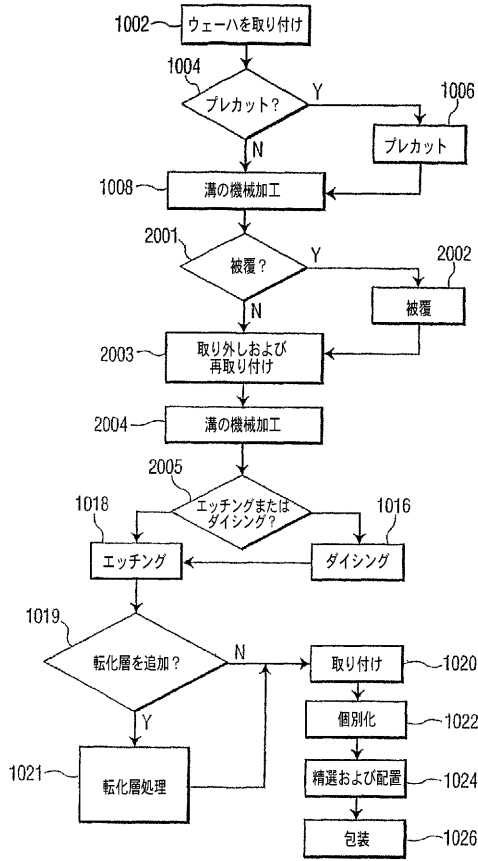 1002
ウェーハを取り付け
1004
プレカット？
Y
1006
プレカット
N
1008
溝の機械加工
2001
被覆？
Y
2002
被覆
N
2003
取り外しおよび
再取り付け
2004
溝の機械加工
2005
エッチングまたは
ダイシング？
1018
エッチング
1016
ダイシング
1019
転化層を追加？
N
取り付け
1020
Y
個別化
1022
1021
転化層処理
精選および配置
1024
包装
1026